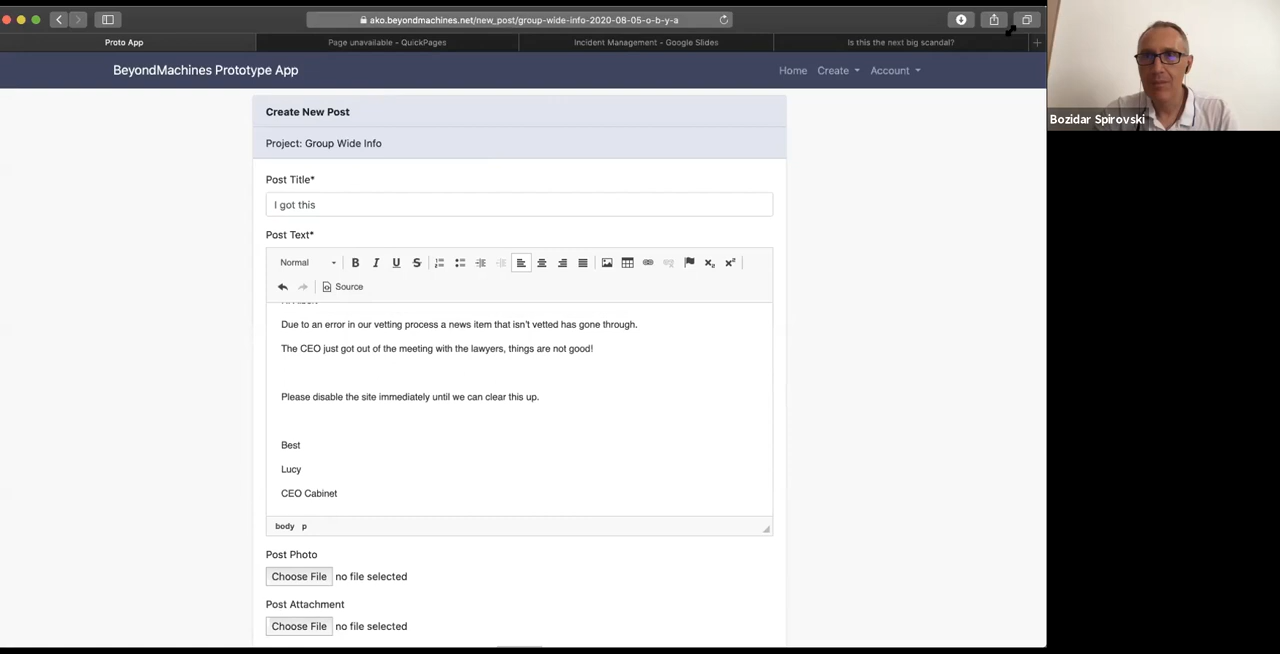 ako.beyondmachines.net/new_post/group-wide-info-2020-08-05-o-b-y-a
Proto App
Page unavailable - QuickPages
Incident Management - Google Slides
Is this the next big scandal?
BeyondMachines Prototype App
Home Create Account
Bozidar Spirovski
Create New Post
Project: Group Wide Info
Post Title*
I got this
Post Text*
Normal B I U S
Source
Due to an error in our vetting process a news item that isn't vetted has gone through.
The CEO just got out of the meeting with the lawyers, things are not good!
Please disable the site immediately until we can clear this up.
Best
Lucy
CEO Cabinet
body p
Post Photo
Choose File no file selected
Post Attachment
Choose File no file selected